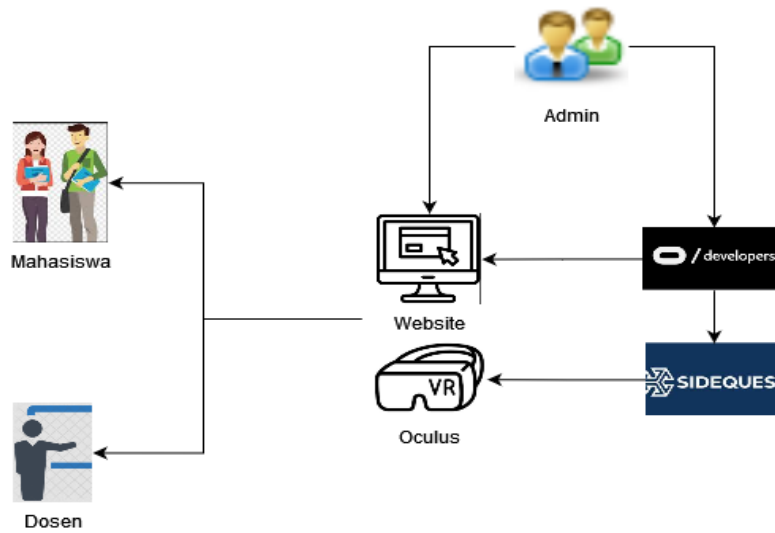 Admin
Mahasiswa
/ developers
Website
SIDEQUES
VR
Oculus
Dosen